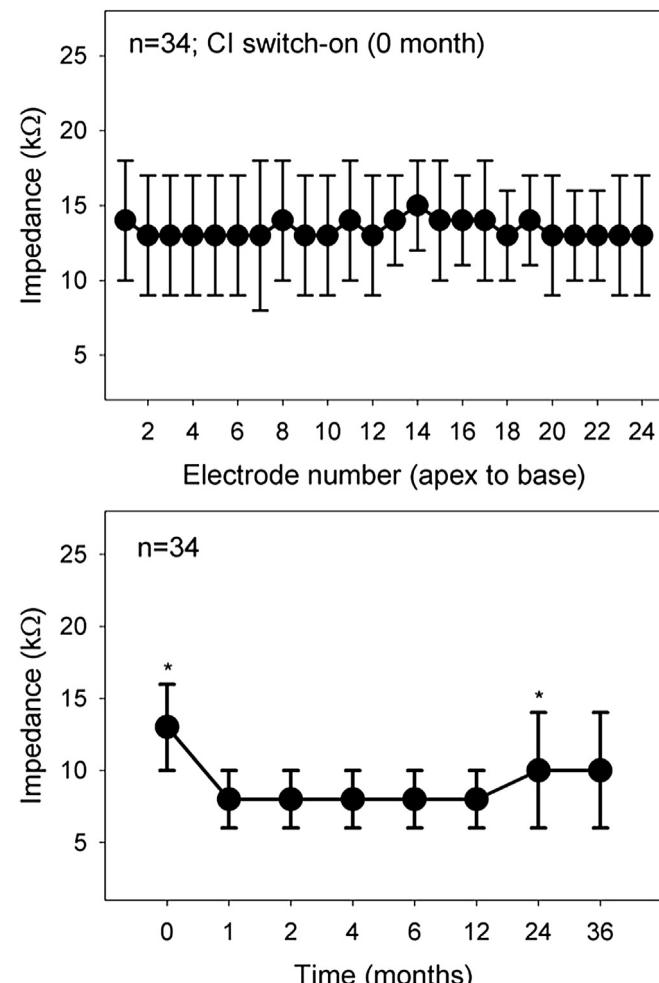 n=34; CI switch-on (0 month)
Impedance (kΩ)
25
20
15
10
5
2 4 6 8 10 12 14 16 18 20 22 24
Electrode number (apex to base)
n=34
Impedance (kΩ)
25
20
15
10
5
*
*
0 1 2 4 6 12 24 36
Time (months)